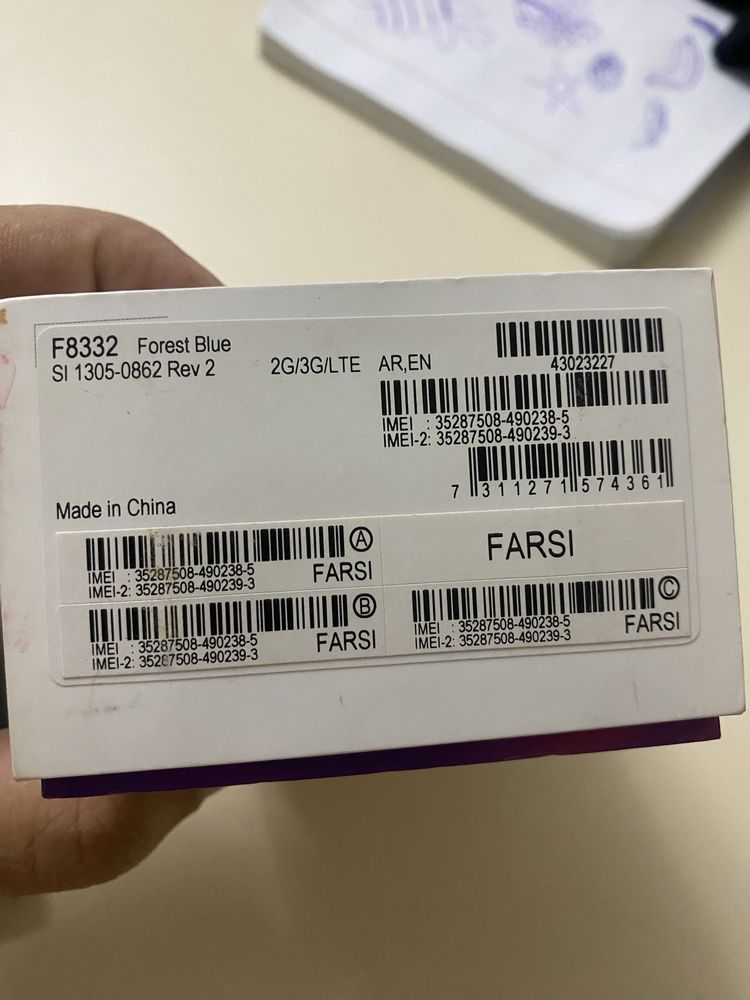 F8332 Forest Blue
SI 1305-0862 Rev 2
2G/3G/LTE AR,EN
43023227
IMEI : 35287508-490238-5
IMEI-2: 35287508-490239-3
7 311271 574361
Made in China
IMEI : 35287508-490238-5
IMEI-2: 35287508-490239-3
A
FARSI
FARSI
IMEI : 35287508-490238-5
IMEI-2: 35287508-490239-3
B
FARSI
IMEI : 35287508-490238-5
IMEI-2: 35287508-490239-3
C
FARSI